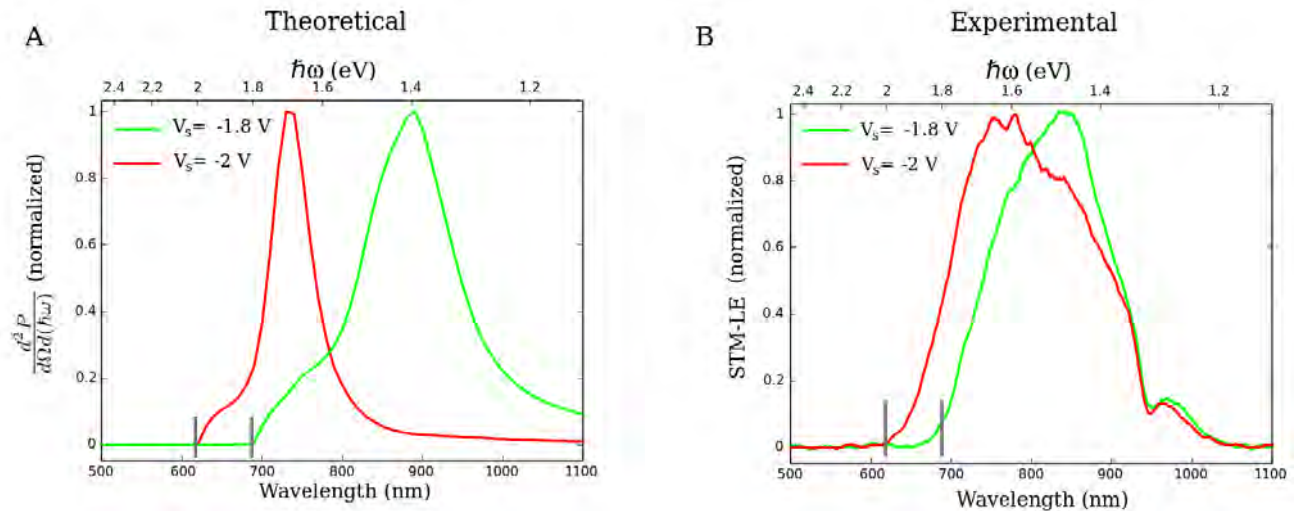 Theoretical
A
ħω (eV)
2.4 2.2 2 1.8 1.6 1.4 1.2
V_s= -1.8 V
V_s= -2 V
1
0.8
0.6
0.4
0.2
0
d²P / dΩd(ħω) (normalized)
500 600 700 800 900 1000 1100
Wavelength (nm)
Experimental
B
ħω (eV)
2.4 2.2 2 1.8 1.6 1.4 1.2
V_s= -1.8 V
V_s= -2 V
1
0.8
0.6
0.4
0.2
0
STM-LE (normalized)
500 600 700 800 900 1000 1100
Wavelength (nm)